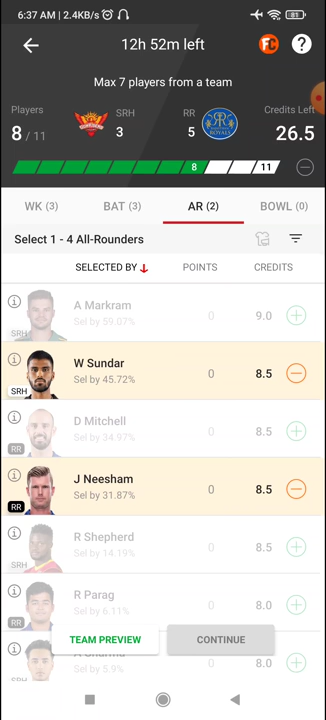 6:37 AM | 2.4KB/s
81
12h 52m left
FC
?
Max 7 players from a team
Players
8 / 11
SRH
3
RR
5
ROYALS
Credits Left
26.5
8
11
WK (3)
BAT (3)
AR (2)
BOWL (0)
Select 1 - 4 All-Rounders
SELECTED BY
POINTS
CREDITS
A Markram
Sel by 59.07%
0
9.0
SRH
W Sundar
Sel by 45.72%
0
8.5
SRH
D Mitchell
Sel by 34.97%
0
8.5
RR
J Neesham
Sel by 31.87%
0
8.5
RR
R Shepherd
Sel by 14.19%
0
8.5
SRH
R Parag
Sel by 6.11%
0
8.0
RR
TEAM PREVIEW
CONTINUE
Sel by 5.9%
0
8.0
SRH